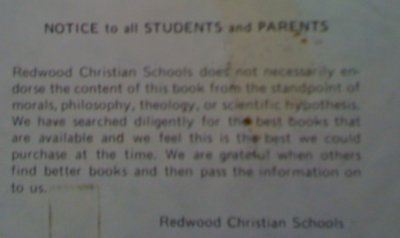 NOTICE to all STUDENTS and PARENTS
Redwood Christian Schools does not necessarily en-
dorse the content of this book from the standpoint of
morals, philosophy, theology, or scientific hypothesis.
We have searched diligently for the best books that
are available and we feel this is the best we could
purchase at the time. We are grateful when others
find better books and then pass the information on
to us.
Redwood Christian Schools